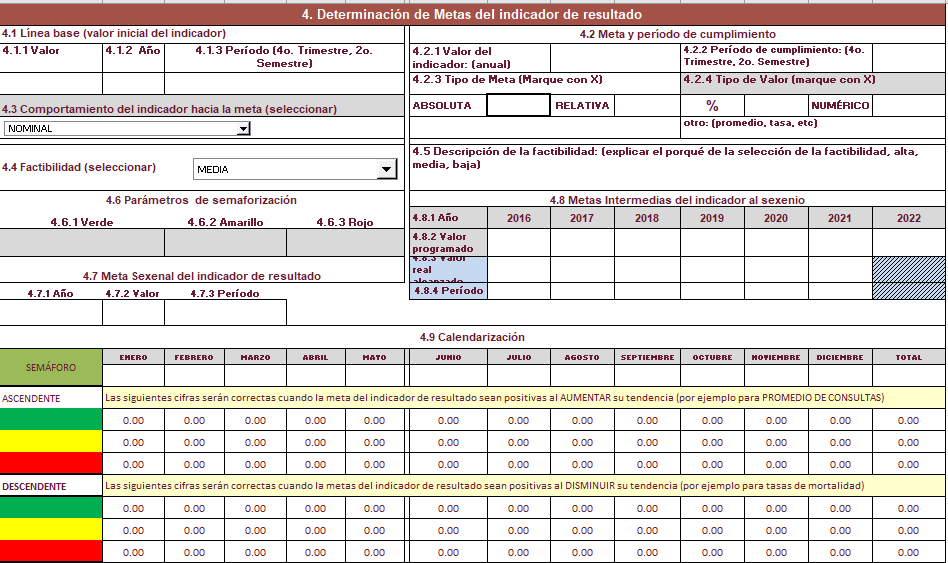 4. Determinación de Metas del indicador de resultado
4.1 Línea base (valor inicial del indicador)
4.1.1 Valor
4.1.2 Año
4.1.3 Período (4o. Trimestre, 2o.
Semestre)
4.2 Meta y período de cumplimiento
4.2.1 Valor del
indicador: (anual)
4.2.2 Período de cumplimiento: (4o.
Trimestre, 2o. Semestre)
4.2.3 Tipo de Meta (Marque con X)
4.2.4 Tipo de Valor (marque con X)
ABSOLUTA
RELATIVA
%
NUMÉRICO
otro: (promedio, tasa, etc)
4.3 Comportamiento del indicador hacia la meta (seleccionar)
NOMINAL
4.4 Factibilidad (seleccionar)
MEDIA
4.5 Descripción de la factibilidad: (explicar el porqué de la selección de la factibilidad, alta,
media, baja)
4.6 Parámetros de semaforización
4.6.1 Verde
4.6.2 Amarillo
4.6.3 Rojo
4.7 Meta Sexenal del indicador de resultado
4.7.1 Año
4.7.2 Valor
4.7.3 Período
4.8 Metas Intermedias del indicador al sexenio
4.8.1 Año
2016
2017
2018
2019
2020
2021
2022
4.8.2 Valor
programado
4.8.3 Valor
real
alcanzado
4.8.4 Período
4.9 Calendarización
SEMÁFORO
ENERO
FEBRERO
MARZO
ABRIL
MAYO
JUNIO
JULIO
AGOSTO
SEPTIEMBRE
OCTUBRE
NOVIEMBRE
DICIEMBRE
TOTAL
ASCENDENTE
Las siguientes cifras serán correctas cuando la meta del indicador de resultado sean positivas al AUMENTAR su tendencia (por ejemplo para PROMEDIO DE CONSULTAS)
0.00 0.00 0.00 0.00 0.00 0.00 0.00 0.00 0.00 0.00 0.00 0.00 0.00
0.00 0.00 0.00 0.00 0.00 0.00 0.00 0.00 0.00 0.00 0.00 0.00 0.00
0.00 0.00 0.00 0.00 0.00 0.00 0.00 0.00 0.00 0.00 0.00 0.00 0.00
DESCENDENTE
Las siguientes cifras serán correctas cuando la metas del indicador de resultado sean positivas al DISMINUIR su tendencia (por ejemplo para tasas de mortalidad)
0.00 0.00 0.00 0.00 0.00 0.00 0.00 0.00 0.00 0.00 0.00 0.00 0.00
0.00 0.00 0.00 0.00 0.00 0.00 0.00 0.00 0.00 0.00 0.00 0.00 0.00
0.00 0.00 0.00 0.00 0.00 0.00 0.00 0.00 0.00 0.00 0.00 0.00 0.00